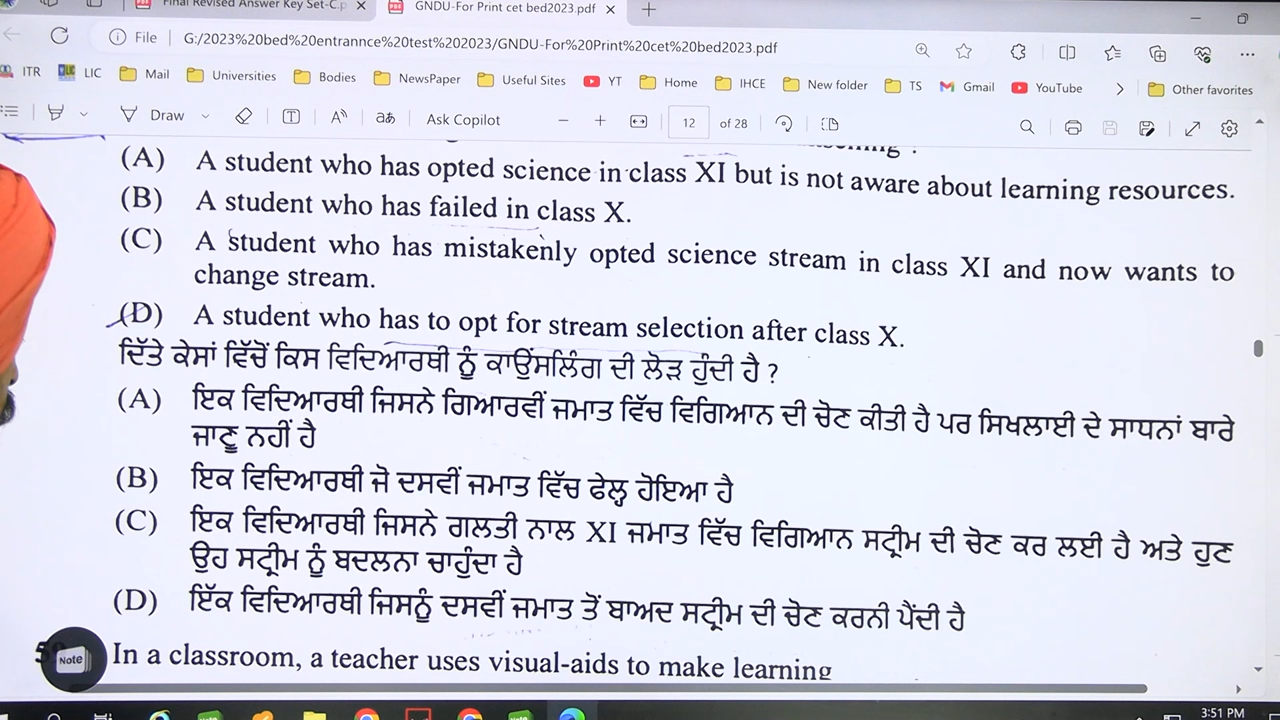 Final Revised Answer Key Set-C.p
GNDU-For Print cet bed2023.pdf
File G:/2023%20bed%20entrannce%20test%202023/GNDU-For%20Print%20cet%20bed2023.pdf
ITR LIC Mail Universities Bodies NewsPaper Useful Sites YT Home IHCE New folder TS Gmail YouTube Other favorites
Draw Ask Copilot 12 of 28
(A) A student who has opted science in class XI but is not aware about learning resources.
(B) A student who has failed in class X.
(C) A student who has mistakenly opted science stream in class XI and now wants to
change stream.
(D) A student who has to opt for stream selection after class X.
ਦਿੱਤੇ ਕੇਸਾਂ ਵਿੱਚੋਂ ਕਿਸ ਵਿਦਿਆਰਥੀ ਨੂੰ ਕਾਉਂਸਲਿੰਗ ਦੀ ਲੋੜ ਹੁੰਦੀ ਹੈ ?
(A) ਇਕ ਵਿਦਿਆਰਥੀ ਜਿਸਨੇ ਗਿਆਰਵੀਂ ਜਮਾਤ ਵਿੱਚ ਵਿਗਿਆਨ ਦੀ ਚੋਣ ਕੀਤੀ ਹੈ ਪਰ ਸਿਖਲਾਈ ਦੇ ਸਾਧਨਾਂ ਬਾਰੇ
ਜਾਣੂ ਨਹੀਂ ਹੈ
(B) ਇਕ ਵਿਦਿਆਰਥੀ ਜੋ ਦਸਵੀਂ ਜਮਾਤ ਵਿੱਚ ਫੇਲ੍ਹ ਹੋਇਆ ਹੈ
(C) ਇਕ ਵਿਦਿਆਰਥੀ ਜਿਸਨੇ ਗਲਤੀ ਨਾਲ XI ਜਮਾਤ ਵਿੱਚ ਵਿਗਿਆਨ ਸਟ੍ਰੀਮ ਦੀ ਚੋਣ ਕਰ ਲਈ ਹੈ ਅਤੇ ਹੁਣ
ਉਹ ਸਟ੍ਰੀਮ ਨੂੰ ਬਦਲਨਾ ਚਾਹੁੰਦਾ ਹੈ
(D) ਇੱਕ ਵਿਦਿਆਰਥੀ ਜਿਸਨੂੰ ਦਸਵੀਂ ਜਮਾਤ ਤੋਂ ਬਾਅਦ ਸਟ੍ਰੀਮ ਦੀ ਚੋਣ ਕਰਨੀ ਪੈਂਦੀ ਹੈ
Note In a classroom, a teacher uses visual-aids to make learning
3:51 PM